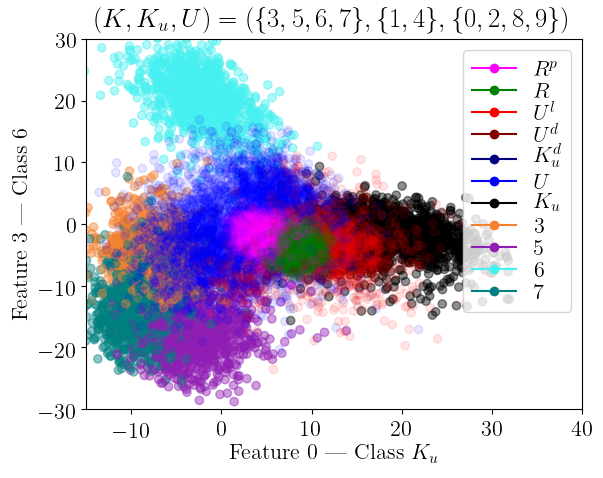 (K, K_u, U) = ({3, 5, 6, 7}, {1, 4}, {0, 2, 8, 9})
30
20
10
0
−10
−20
−30
Feature 3 — Class 6
R^p
R
U^l
U^d
K_u^d
U
K_u
3
5
6
7
−10 0 10 20 30 40
Feature 0 — Class K_u